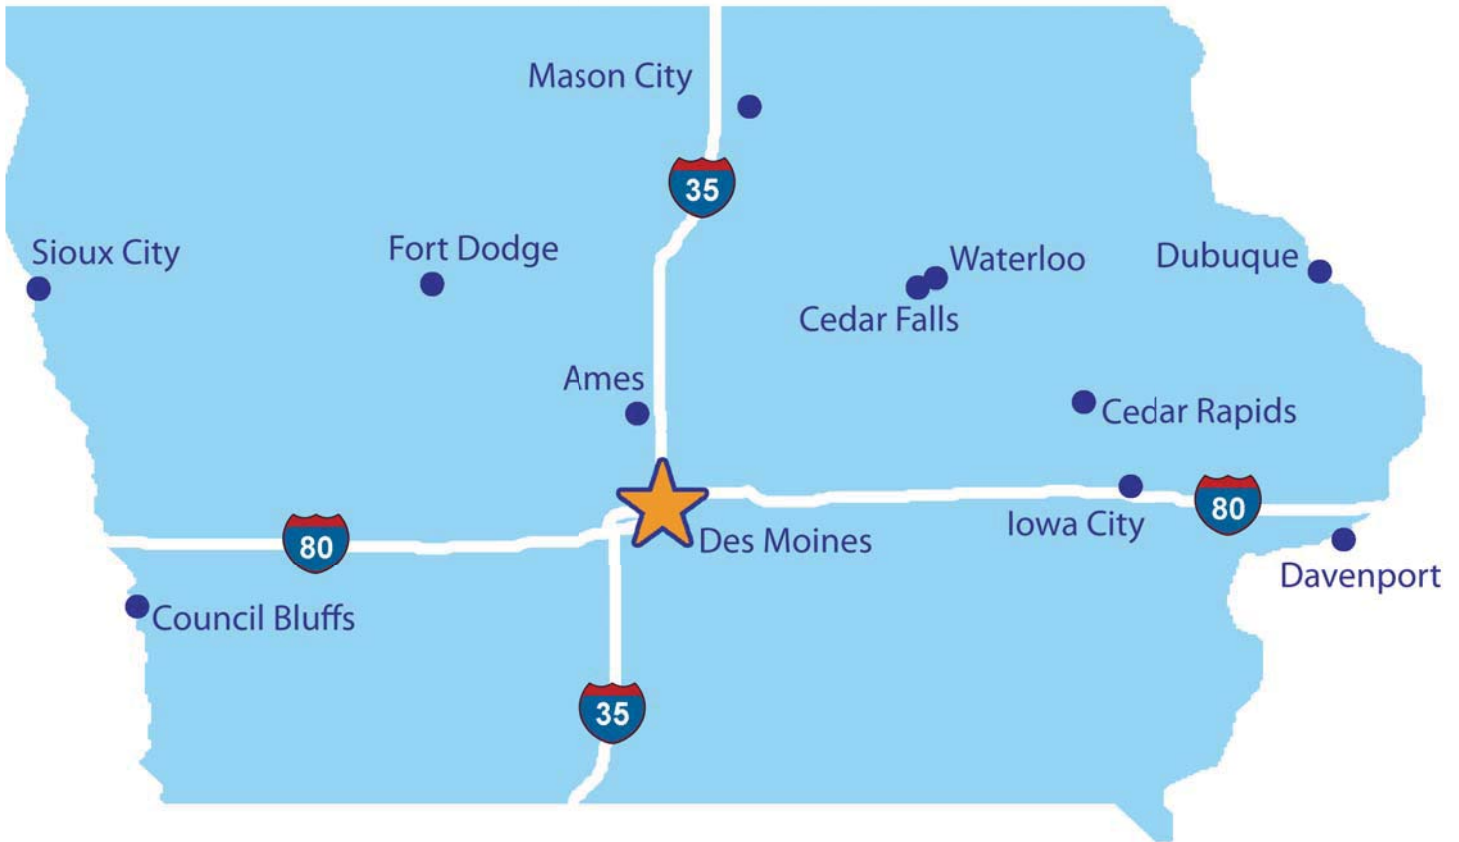 Mason City
35
Sioux City
Fort Dodge
Waterloo
Dubuque
Cedar Falls
Ames
Cedar Rapids
80
Iowa City
80
Des Moines
Davenport
Council Bluffs
35